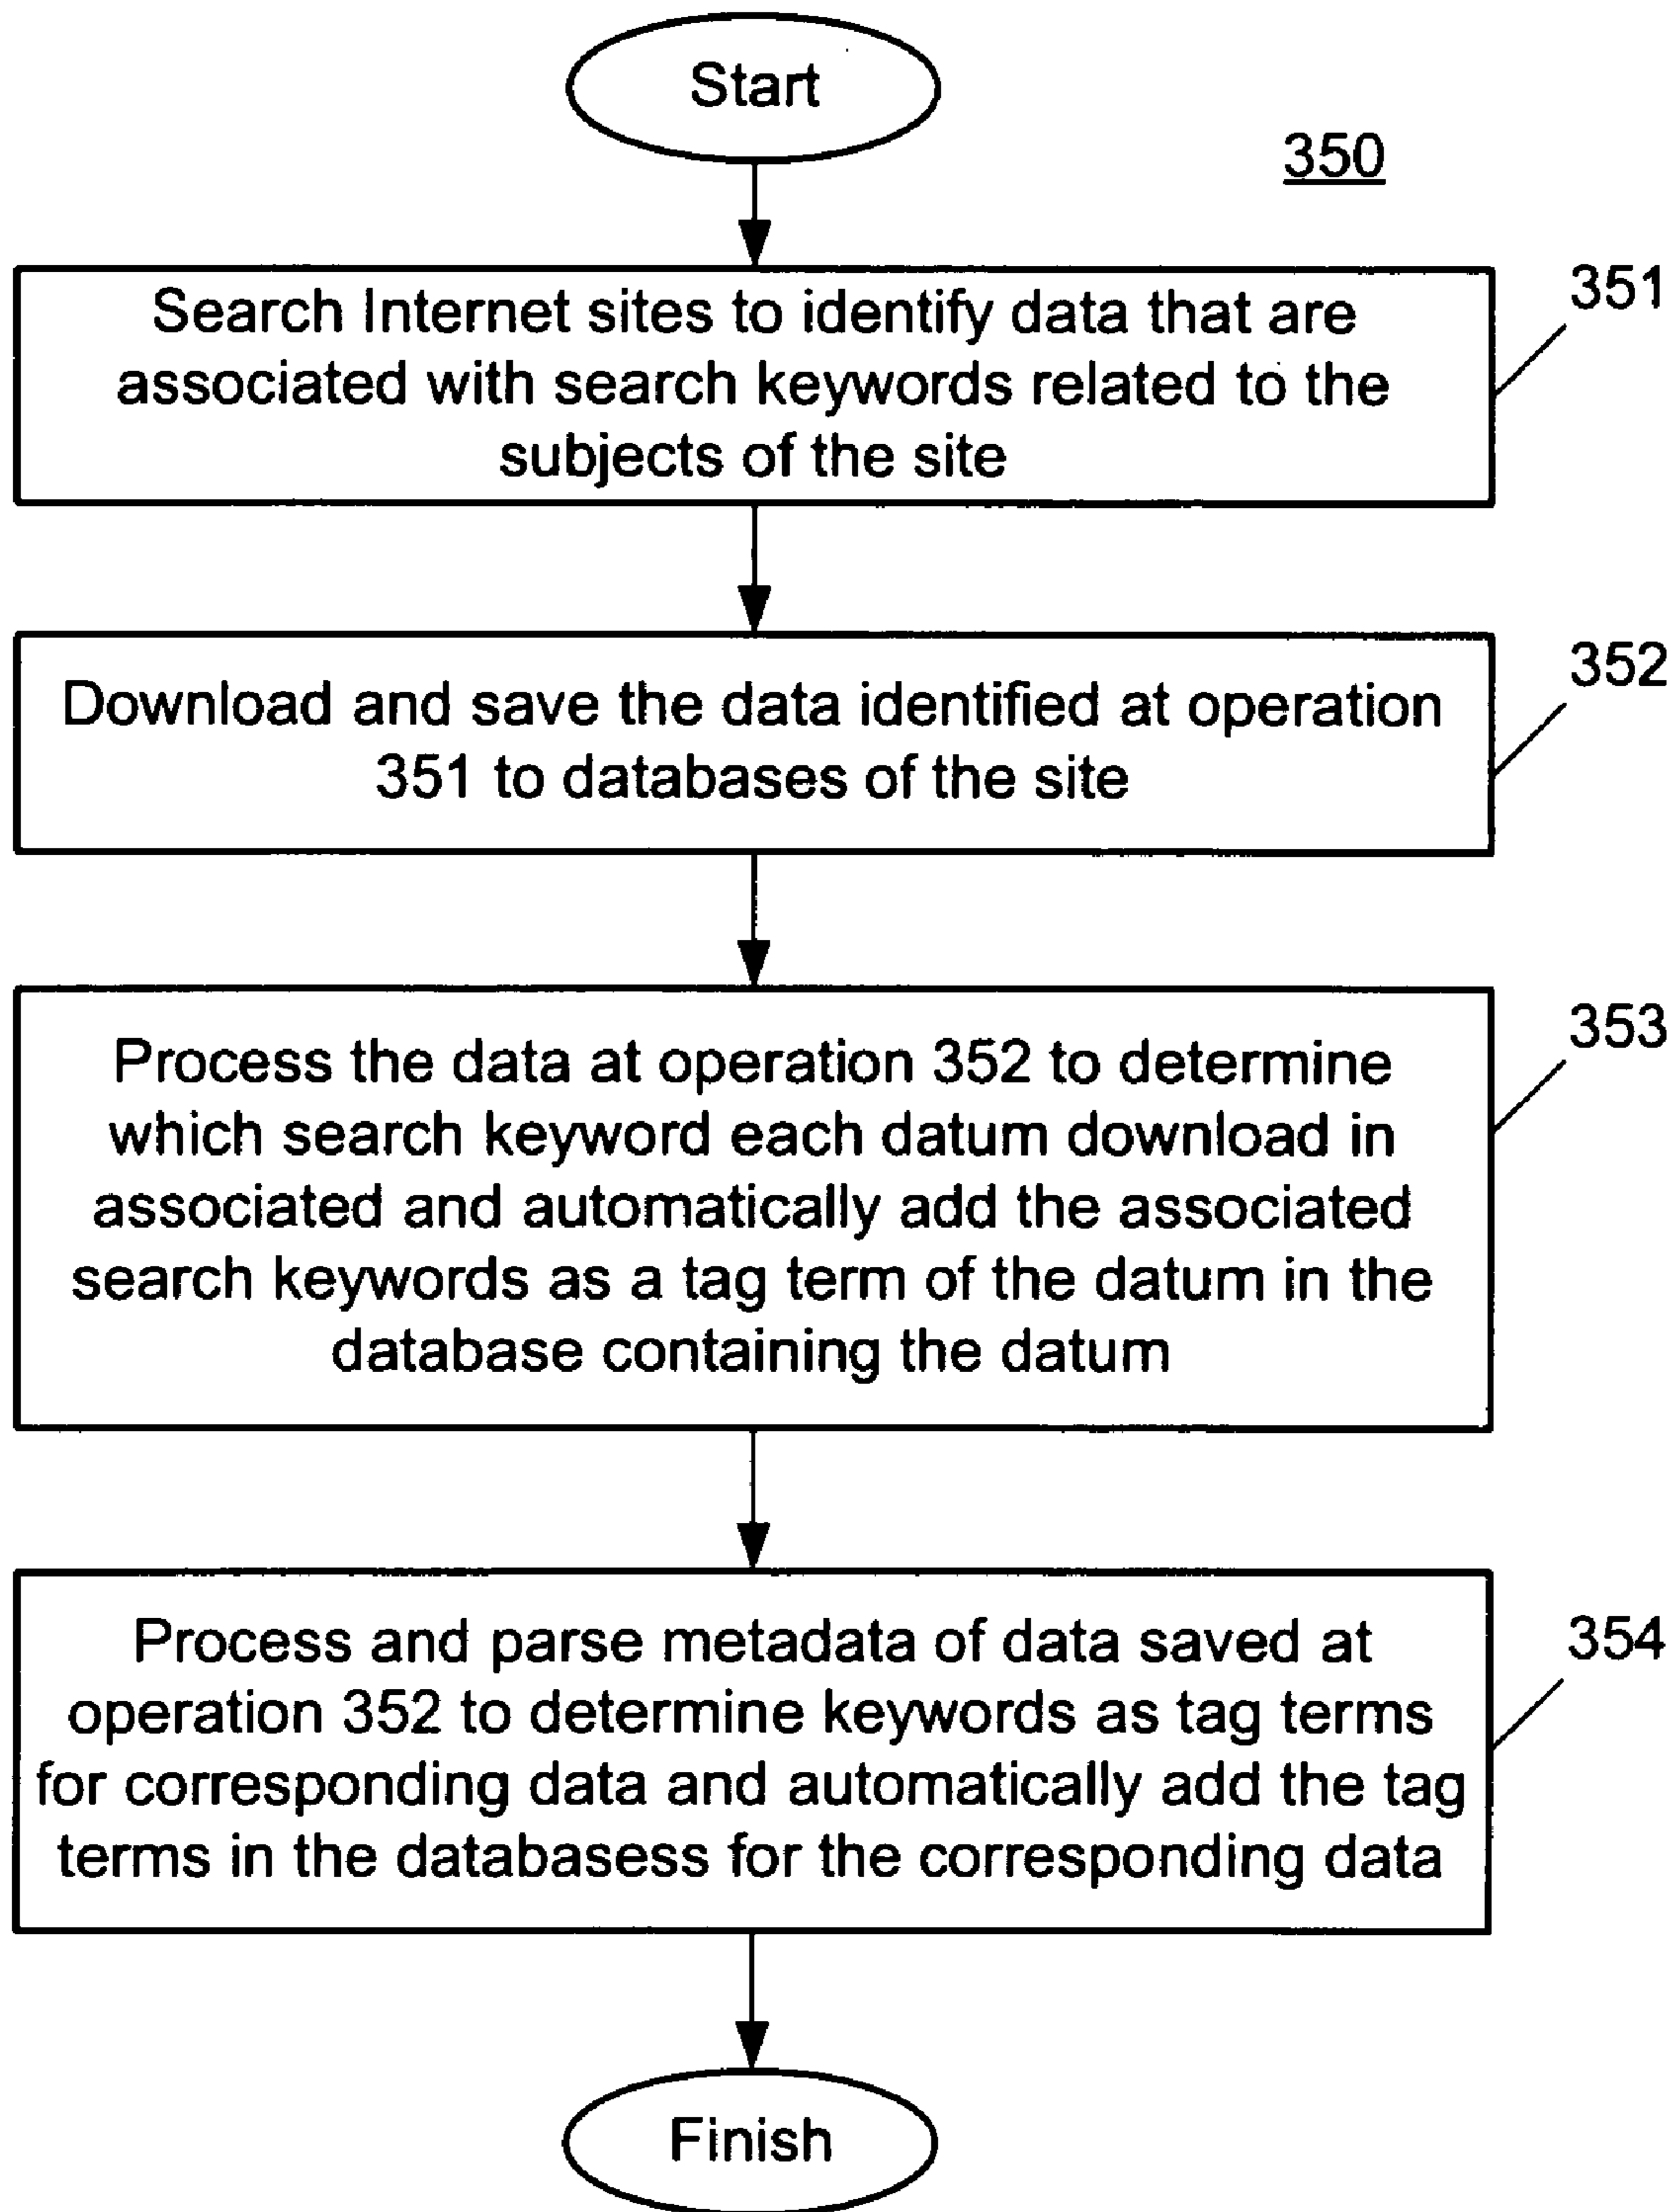 Start
350
Search Internet sites to identify data that are
associated with search keywords related to the
subjects of the site
351
Download and save the data identified at operation
351 to databases of the site
352
Process the data at operation 352 to determine
which search keyword each datum download in
associated and automatically add the associated
search keywords as a tag term of the datum in the
database containing the datum
353
Process and parse metadata of data saved at
operation 352 to determine keywords as tag terms
for corresponding data and automatically add the tag
terms in the databasess for the corresponding data
354
Finish